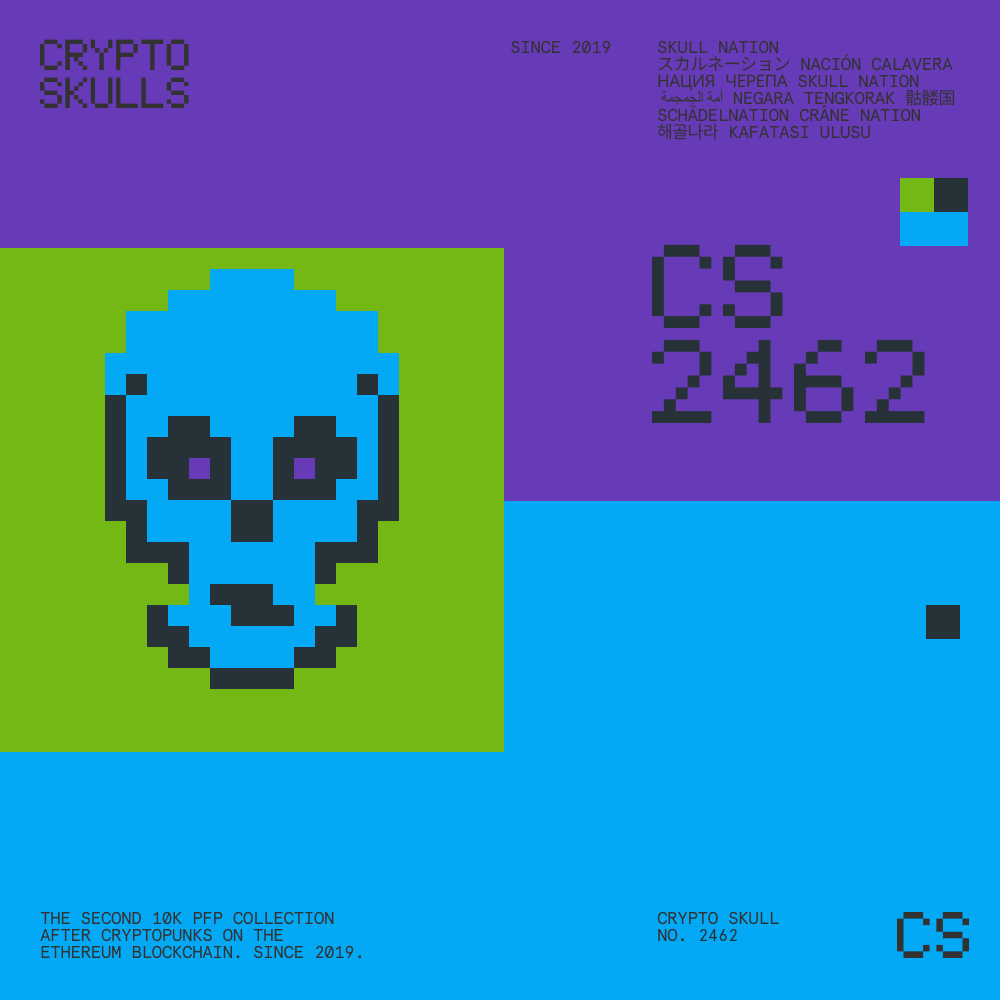 CRYPTO
SKULLS
SINCE 2019
SKULL NATION
スカルネーション NACIÓN CALAVERA
НАЦИЯ ЧЕРЕПА SKULL NATION
أمة الجمجمة NEGARA TENGKORAK 骷髅国
SCHÄDELNATION CRÂNE NATION
해골나라 KAFATASI ULUSU
CS
2462
THE SECOND 10K PFP COLLECTION
AFTER CRYPTOPUNKS ON THE
ETHEREUM BLOCKCHAIN. SINCE 2019.
CRYPTO SKULL
NO. 2462
CS